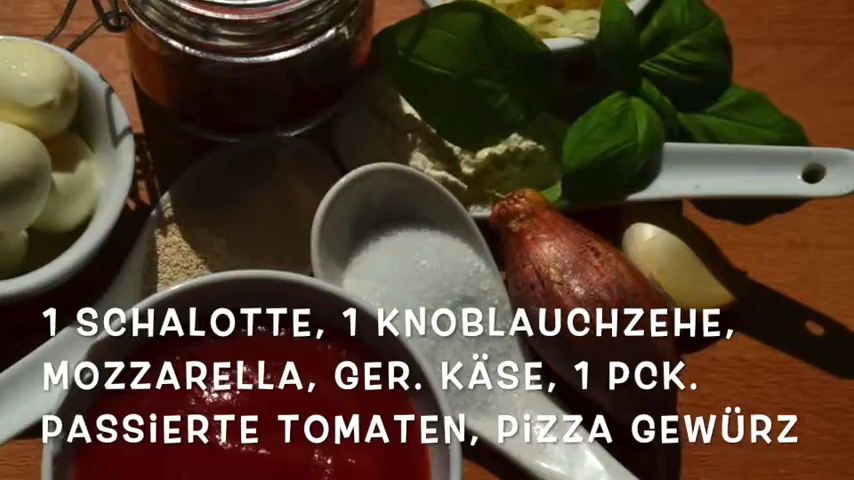 1 SCHALOTTE, 1 KNOBLAUCHZEHE,
MOZZARELLA, GER. KÄSE, 1 PCK.
PASSIERTE TOMATEN, PIZZA GEWÜRZ